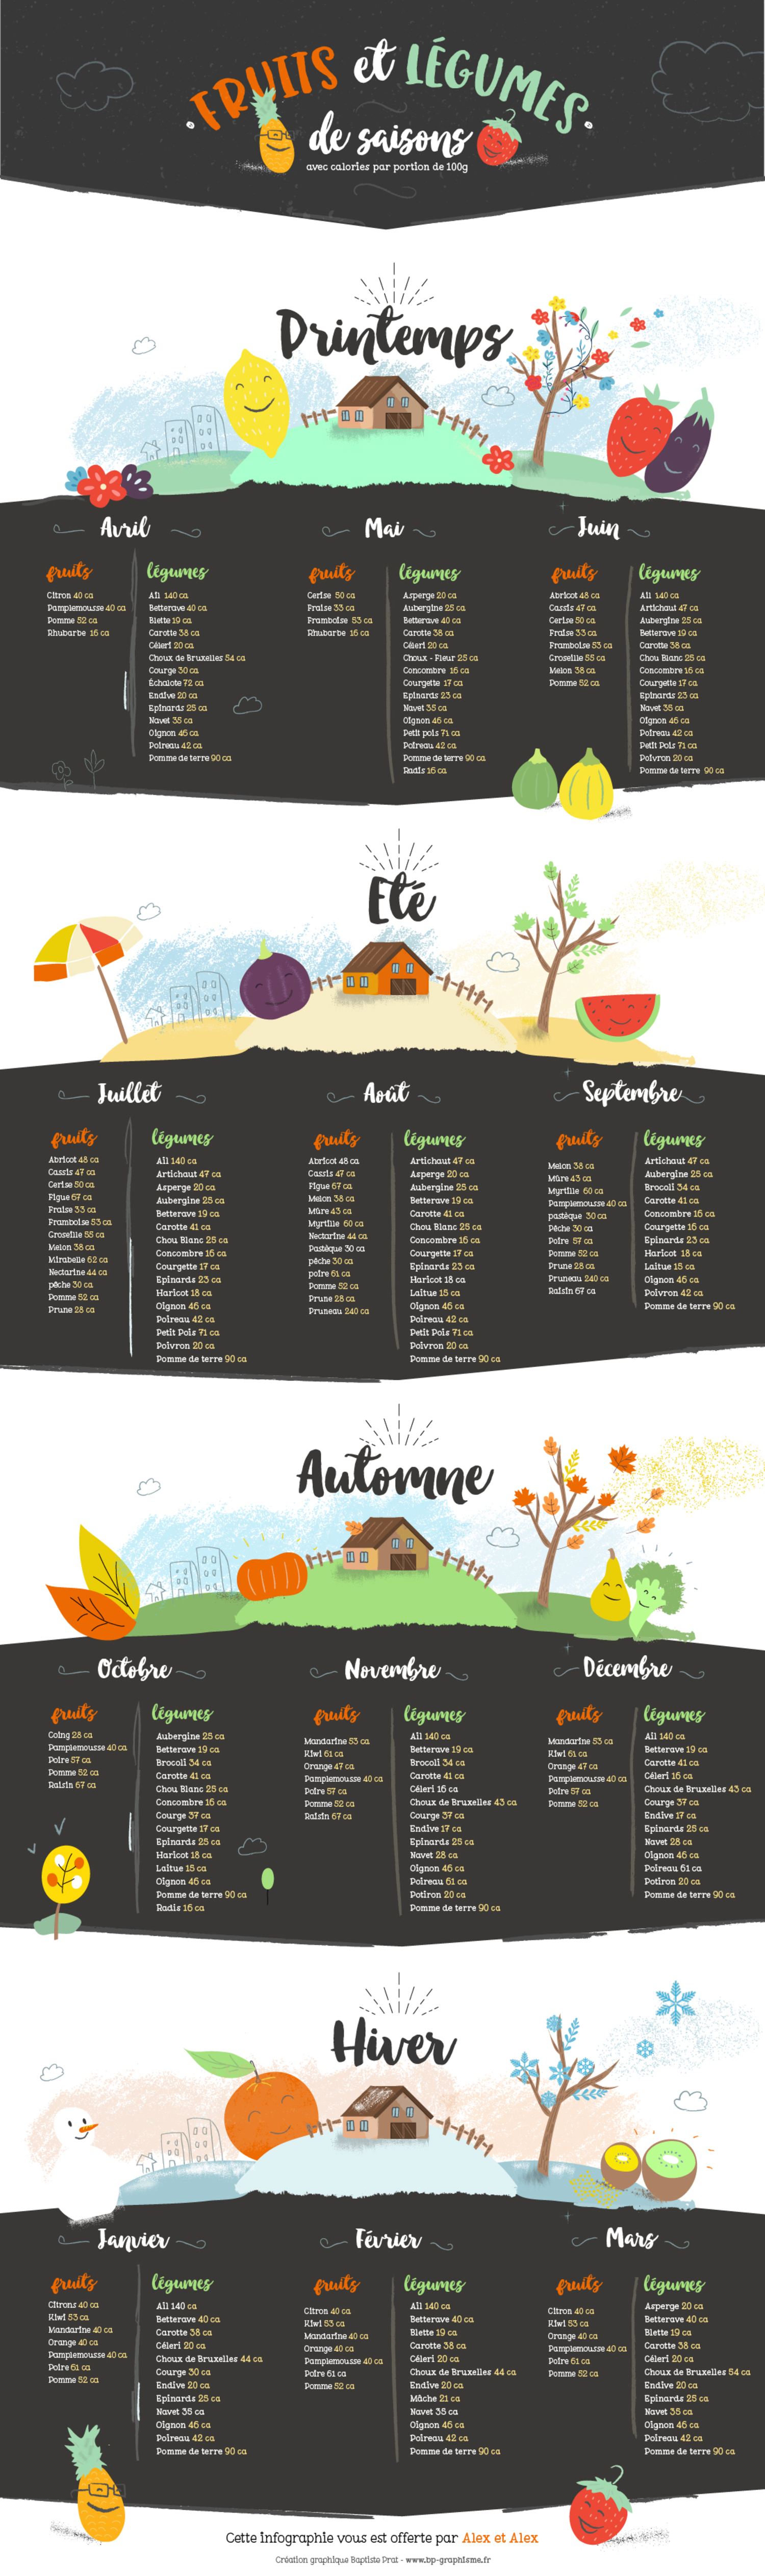 FRUITS et LÉGUMES
de saisons
avec calories par portion de 100g
Printemps
Avril
fruits
Citron 40 ca
Pamplemousse 40 ca
Pomme 52 ca
Rhubarbe 16 ca
légumes
Ail 140 ca
Betterave 40 ca
Blette 19 ca
Carotte 38 ca
Céleri 20 ca
Choux de Bruxelles 54 ca
Courge 30 ca
Échalote 72 ca
Endive 20 ca
Epinards 25 ca
Navet 35 ca
Oignon 46 ca
Poireau 42 ca
Pomme de terre 90 ca
Mai
fruits
Cerise 50 ca
Fraise 33 ca
Framboise 53 ca
Rhubarbe 16 ca
légumes
Asperge 20 ca
Aubergine 25 ca
Betterave 40 ca
Carotte 38 ca
Céleri 20 ca
Choux - Fleur 25 ca
Concombre 16 ca
Courgette 17 ca
Epinards 23 ca
Navet 35 ca
Oignon 46 ca
Petit pois 71 ca
Poireau 42 ca
Pomme de terre 90 ca
Radis 16 ca
Juin
fruits
Abricot 48 ca
Cassis 47 ca
Cerise 50 ca
Fraise 33 ca
Framboise 53 ca
Groseille 55 ca
Melon 38 ca
Pomme 52 ca
légumes
Ail 140 ca
Artichaut 47 ca
Aubergine 25 ca
Betterave 19 ca
Carotte 38 ca
Chou Blanc 25 ca
Concombre 16 ca
Courgette 17 ca
Epinards 23 ca
Navet 35 ca
Oignon 46 ca
Poireau 42 ca
Petit Pois 71 ca
Poivron 20 ca
Pomme de terre 90 ca
Eté
Juillet
fruits
Abricot 48 ca
Cassis 47 ca
Cerise 50 ca
Figue 67 ca
Fraise 33 ca
Framboise 53 ca
Groseille 55 ca
Melon 38 ca
Mirabelle 62 ca
Nectarine 44 ca
pêche 30 ca
Pomme 52 ca
Prune 28 ca
légumes
Ail 140 ca
Artichaut 47 ca
Asperge 20 ca
Aubergine 25 ca
Betterave 19 ca
Carotte 41 ca
Chou Blanc 25 ca
Concombre 16 ca
Courgette 17 ca
Epinards 23 ca
Haricot 18 ca
Oignon 46 ca
Poireau 42 ca
Petit Pois 71 ca
Poivron 20 ca
Pomme de terre 90 ca
Août
fruits
Abricot 48 ca
Cassis 47 ca
Figue 67 ca
Melon 38 ca
Mûre 43 ca
Myrtille 60 ca
Nectarine 44 ca
Pastèque 30 ca
pêche 30 ca
poire 61 ca
Pomme 52 ca
Prune 28 ca
Pruneau 240 ca
légumes
Artichaut 47 ca
Asperge 20 ca
Aubergine 25 ca
Betterave 19 ca
Carotte 41 ca
Chou Blanc 25 ca
Concombre 16 ca
Courgette 17 ca
Epinards 23 ca
Haricot 18 ca
Laitue 15 ca
Oignon 46 ca
Poireau 42 ca
Petit Pois 71 ca
Poivron 20 ca
Pomme de terre 90 ca
Septembre
fruits
Melon 38 ca
Mûre 43 ca
Myrtille 60 ca
Pamplemousse 40 ca
pastèque 30 ca
Pêche 30 ca
Poire 57 ca
Pomme 52 ca
Prune 28 ca
Pruneau 240 ca
Raisin 67 ca
légumes
Artichaut 47 ca
Aubergine 25 ca
Brocoli 34 ca
Carotte 41 ca
Concombre 16 ca
Courgette 16 ca
Epinards 23 ca
Haricot 18 ca
Laitue 15 ca
Oignon 46 ca
Poivron 42 ca
Pomme de terre 90 ca
Automne
Octobre
fruits
Coing 28 ca
Pamplemousse 40 ca
Poire 57 ca
Pomme 52 ca
Raisin 67 ca
légumes
Aubergine 25 ca
Betterave 19 ca
Brocoli 34 ca
Carotte 41 ca
Chou Blanc 25 ca
Concombre 16 ca
Courge 37 ca
Courgette 17 ca
Epinards 25 ca
Haricot 18 ca
Laitue 15 ca
Oignon 46 ca
Pomme de terre 90 ca
Radis 16 ca
Novembre
fruits
Mandarine 53 ca
Kiwi 61 ca
Orange 47 ca
Pamplemousse 40 ca
Poire 57 ca
Pomme 52 ca
Raisin 67 ca
légumes
Ail 140 ca
Betterave 19 ca
Brocoli 34 ca
Carotte 41 ca
Céleri 16 ca
Choux de Bruxelles 43 ca
Courge 37 ca
Endive 17 ca
Epinards 25 ca
Navet 28 ca
Oignon 46 ca
Poireau 61 ca
Potiron 20 ca
Pomme de terre 90 ca
Décembre
fruits
Mandarine 53 ca
Kiwi 61 ca
Orange 47 ca
Pamplemousse 40 ca
Poire 57 ca
Pomme 52 ca
légumes
Ail 140 ca
Betterave 19 ca
Carotte 41 ca
Céleri 16 ca
Choux de Bruxelles 43 ca
Courge 37 ca
Endive 17 ca
Epinards 25 ca
Navet 28 ca
Oignon 46 ca
Poireau 61 ca
Potiron 20 ca
Pomme de terre 90 ca
Hiver
Janvier
fruits
Citrons 40 ca
Kiwi 53 ca
Mandarine 40 ca
Orange 40 ca
Pamplemousse 40 ca
Poire 61 ca
Pomme 52 ca
légumes
Ail 140 ca
Betterave 40 ca
Carotte 38 ca
Céleri 20 ca
Choux de Bruxelles 44 ca
Courge 30 ca
Endive 20 ca
Epinards 25 ca
Navet 35 ca
Oignon 46 ca
Poireau 42 ca
Pomme de terre 90 ca
Février
fruits
Citron 40 ca
Kiwi 53 ca
Mandarine 40 ca
Orange 40 ca
Pamplemousse 40 ca
Poire 61 ca
Pomme 52 ca
légumes
Ail 140 ca
Betterave 40 ca
Blette 19 ca
Carotte 38 ca
Céleri 20 ca
Choux de Bruxelles 44 ca
Endive 20 ca
Mâche 21 ca
Navet 35 ca
Oignon 46 ca
Poireau 42 ca
Pomme de terre 90 ca
Mars
fruits
Citron 40 ca
Kiwi 53 ca
Orange 40 ca
Pamplemousse 40 ca
Poire 61 ca
Pomme 52 ca
légumes
Asperge 20 ca
Betterave 40 ca
Blette 19 ca
Carotte 38 ca
Céleri 20 ca
Choux de Bruxelles 54 ca
Endive 20 ca
Epinards 25 ca
Navet 35 ca
Oignon 46 ca
Poireau 42 ca
Pomme de terre 90 ca
Cette infographie vous est offerte par Alex et Alex
Création graphique Baptiste Prat - www.bp-graphisme.fr